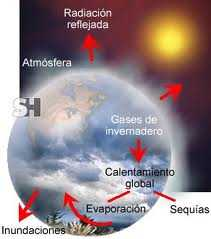 Radiación
reflejada
Atmósfera
SH
Gases de
invernadero
Calentamiento
global
Evaporación
Sequías
Inundaciones